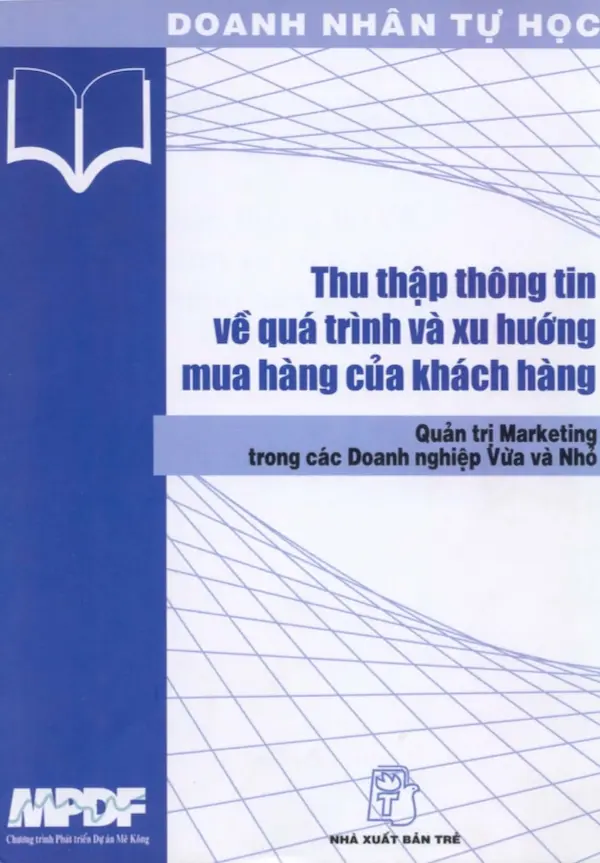 DOANH NHÂN TỰ HỌC
Thu thập thông tin
về quá trình và xu hướng
mua hàng của khách hàng
Quản trị Marketing
trong các Doanh nghiệp Vừa và Nhỏ
MPDF
Chương trình Phát triển Dự án Mê Kông
T
NHÀ XUẤT BẢN TRẺ